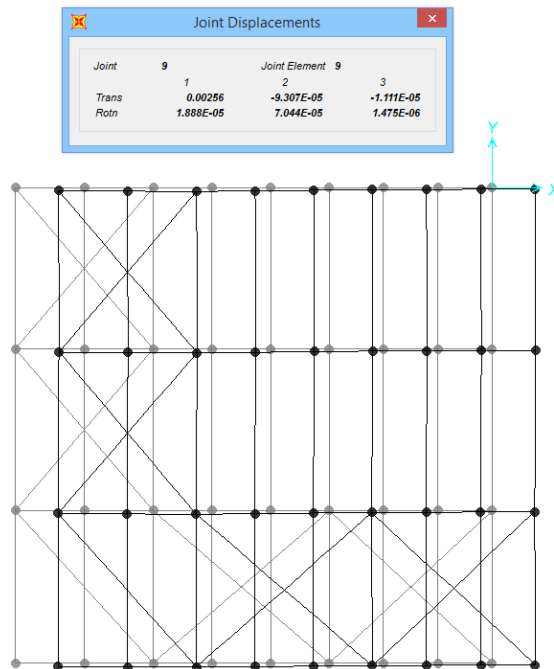 Joint Displacements
Joint 9 Joint Element 9
1 2 3
Trans 0.00256 -9.307E-05 -1.111E-05
Rotn 1.888E-05 7.044E-05 1.475E-06
Y
X